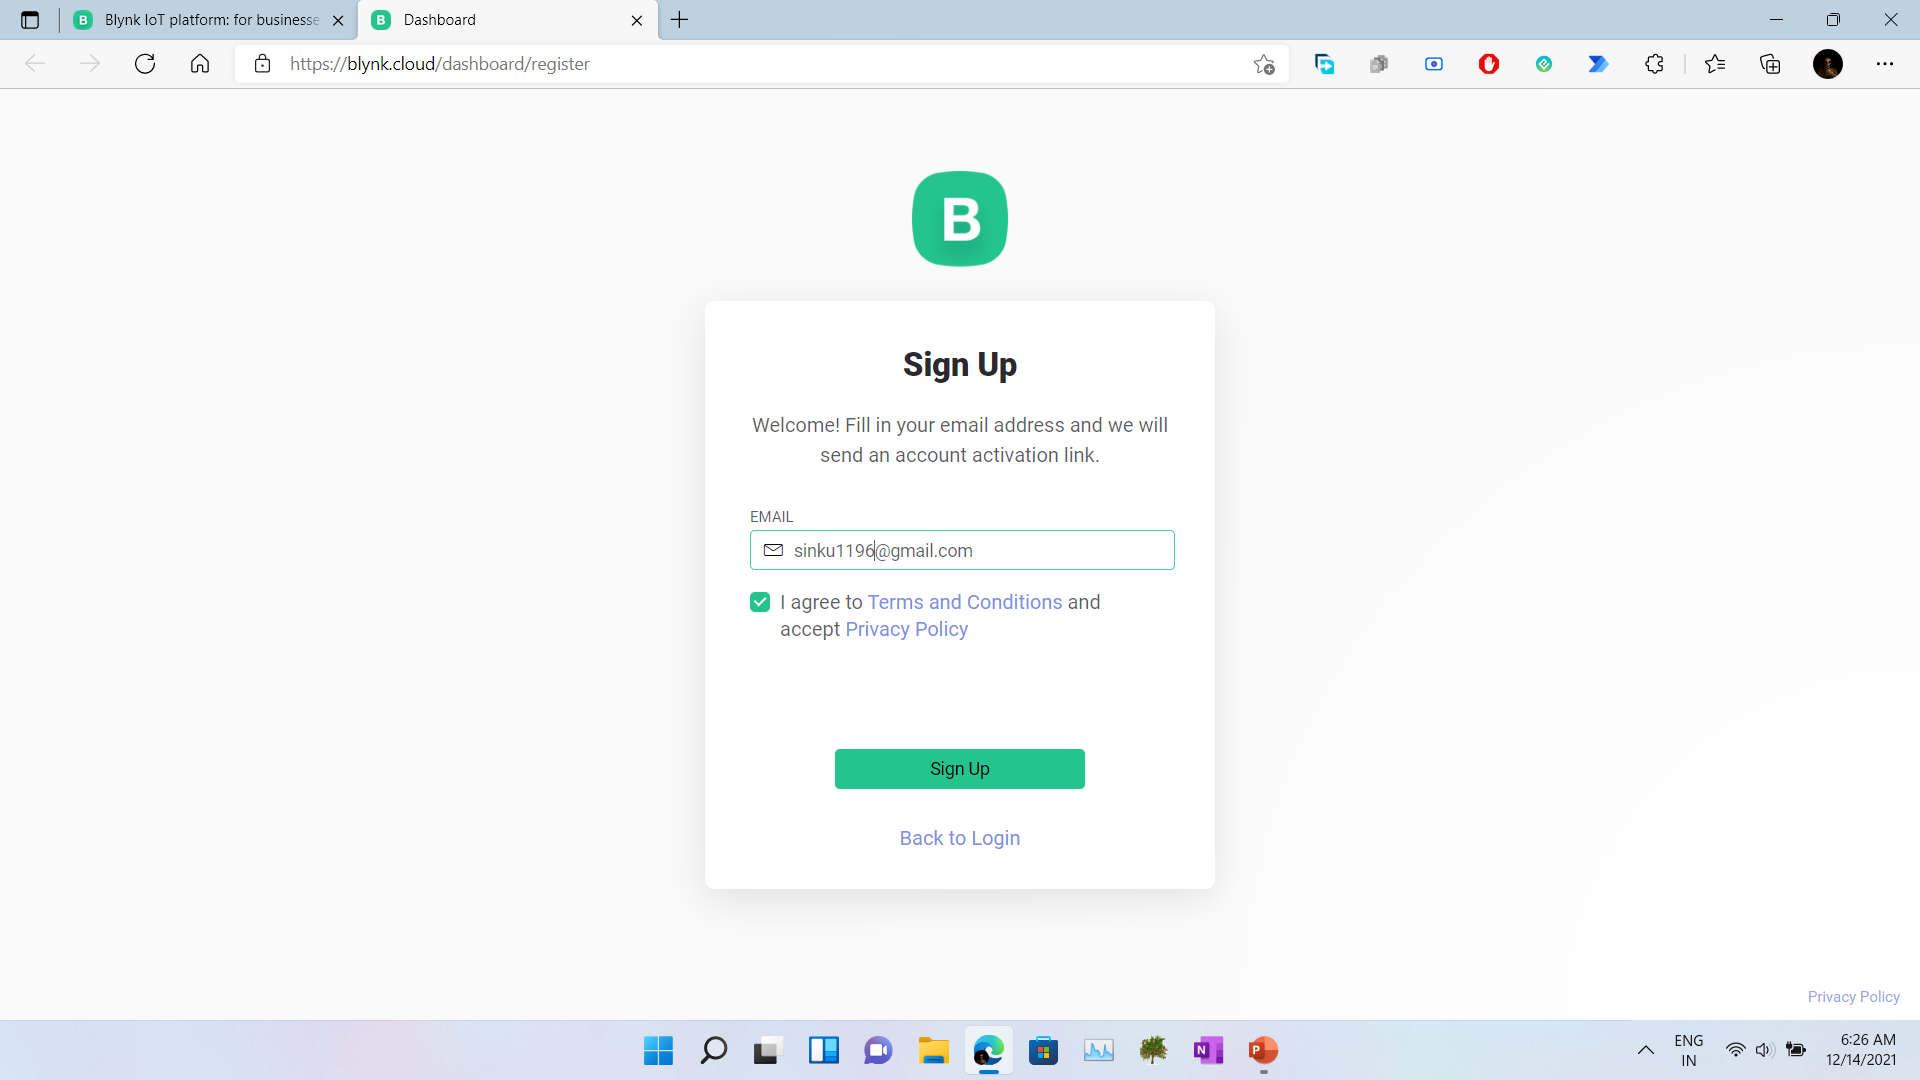 Blynk IoT platform: for businesse
Dashboard
https://blynk.cloud/dashboard/register
B
Sign Up
Welcome! Fill in your email address and we will
send an account activation link.
EMAIL
sinku1196@gmail.com
I agree to Terms and Conditions and
accept Privacy Policy
Sign Up
Back to Login
Privacy Policy
ENG
IN
6:26 AM
12/14/2021